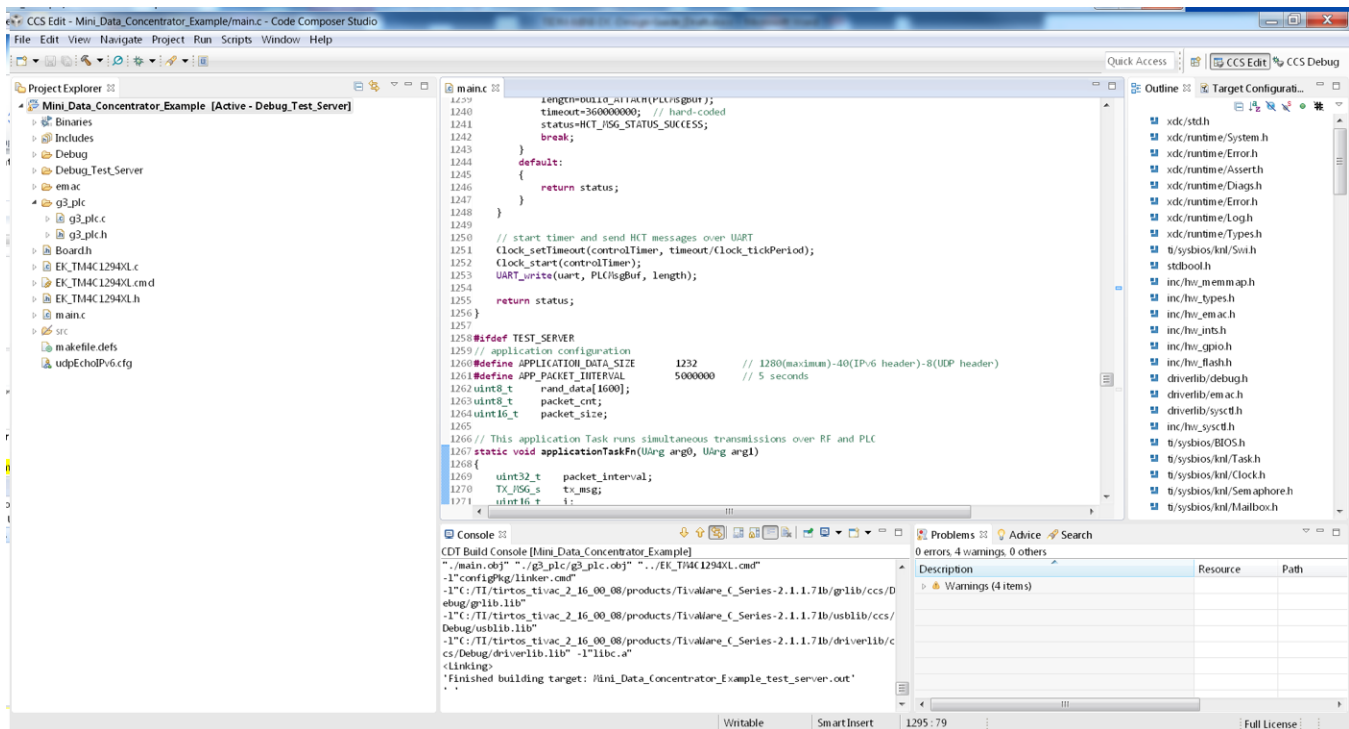 CCS Edit - Mini_Data_Concentrator_Example/main.c - Code Composer Studio
File Edit View Navigate Project Run Scripts Window Help
Quick Access
CCS Edit
CCS Debug
Project Explorer
Mini_Data_Concentrator_Example [Active - Debug_Test_Server]
Binaries
Includes
Debug
Debug_Test_Server
emac
g3_plc
g3_plc.c
g3_plc.h
Board.h
EK_TM4C1294XL.c
EK_TM4C1294XL.cmd
EK_TM4C1294XL.h
main.c
src
makefile.defs
udpEchoIPv6.cfg
main.c
1239 length=build_ATTACH(PLCMsgBuf);
1240 timeout=360000000; // hard-coded
1241 status=HCT_MSG_STATUS_SUCCESS;
1242 break;
1243 }
1244 default:
1245 {
1246 return status;
1247 }
1248 }
1249
1250 // start timer and send HCT messages over UART
1251 Clock_setTimeout(controlTimer, timeout/Clock_tickPeriod);
1252 Clock_start(controlTimer);
1253 UART_write(uart, PLCMsgBuf, length);
1254
1255 return status;
1256 }
1257
1258 #ifdef TEST_SERVER
1259 // application configuration
1260 #define APPLICATION_DATA_SIZE 1232 // 1280(maximum)-40(IPv6 header)-8(UDP header)
1261 #define APP_PACKET_INTERVAL 5000000 // 5 seconds
1262 uint8_t rand_data[1600];
1263 uint8_t packet_cnt;
1264 uint16_t packet_size;
1265
1266 // This application Task runs simultaneous transmissions over RF and PLC
1267 static void applicationTaskFn(UArg arg0, UArg arg1)
1268 {
1269 uint32_t packet_interval;
1270 TX_MSG_s tx_msg;
1271 uint16_t i;
Outline
Target Configurati...
xdc/std.h
xdc/runtime/System.h
xdc/runtime/Error.h
xdc/runtime/Assert.h
xdc/runtime/Diags.h
xdc/runtime/Error.h
xdc/runtime/Log.h
xdc/runtime/Types.h
ti/sysbios/knl/Swi.h
stdbool.h
inc/hw_memmap.h
inc/hw_types.h
inc/hw_emac.h
inc/hw_ints.h
inc/hw_gpio.h
inc/hw_flash.h
driverlib/debug.h
driverlib/emac.h
driverlib/sysctl.h
inc/hw_sysctl.h
ti/sysbios/BIOS.h
ti/sysbios/knl/Task.h
ti/sysbios/knl/Clock.h
ti/sysbios/knl/Semaphore.h
ti/sysbios/knl/Mailbox.h
Console
CDT Build Console [Mini_Data_Concentrator_Example]
"./main.obj" "./g3_plc/g3_plc.obj" "../EK_TM4C1294XL.cmd"
-l"configPkg/linker.cmd"
-l"C:/TI/tirtos_tivac_2_16_00_08/products/TivaWare_C_Series-2.1.1.71b/grlib/ccs/D
ebug/grlib.lib"
-l"C:/TI/tirtos_tivac_2_16_00_08/products/TivaWare_C_Series-2.1.1.71b/usblib/ccs/
Debug/usblib.lib"
-l"C:/TI/tirtos_tivac_2_16_00_08/products/TivaWare_C_Series-2.1.1.71b/driverlib/c
cs/Debug/driverlib.lib" -l"libc.a"
<Linking>
'Finished building target: Mini_Data_Concentrator_Example_test_server.out'
' '
Problems
Advice
Search
0 errors, 4 warnings, 0 others
Description Resource Path
Warnings (4 items)
Writable Smart Insert 1295 : 79 Full License